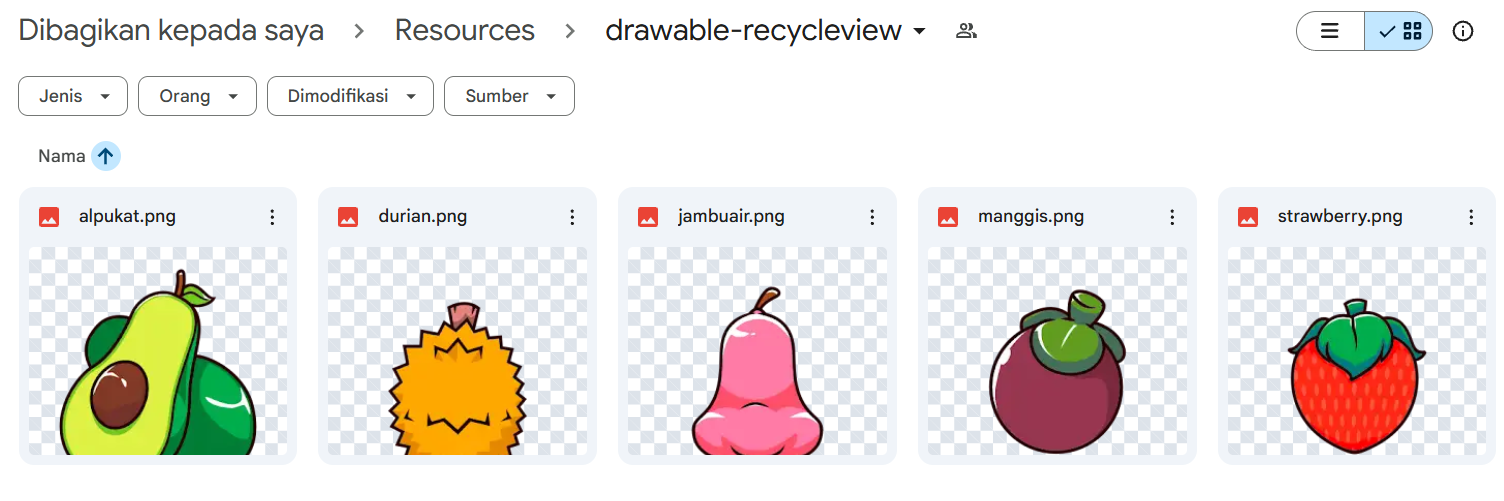 Dibagikan kepada saya > Resources > drawable-recycleview
Jenis Orang Dimodifikasi Sumber
Nama
alpukat.png durian.png jambuair.png manggis.png strawberry.png